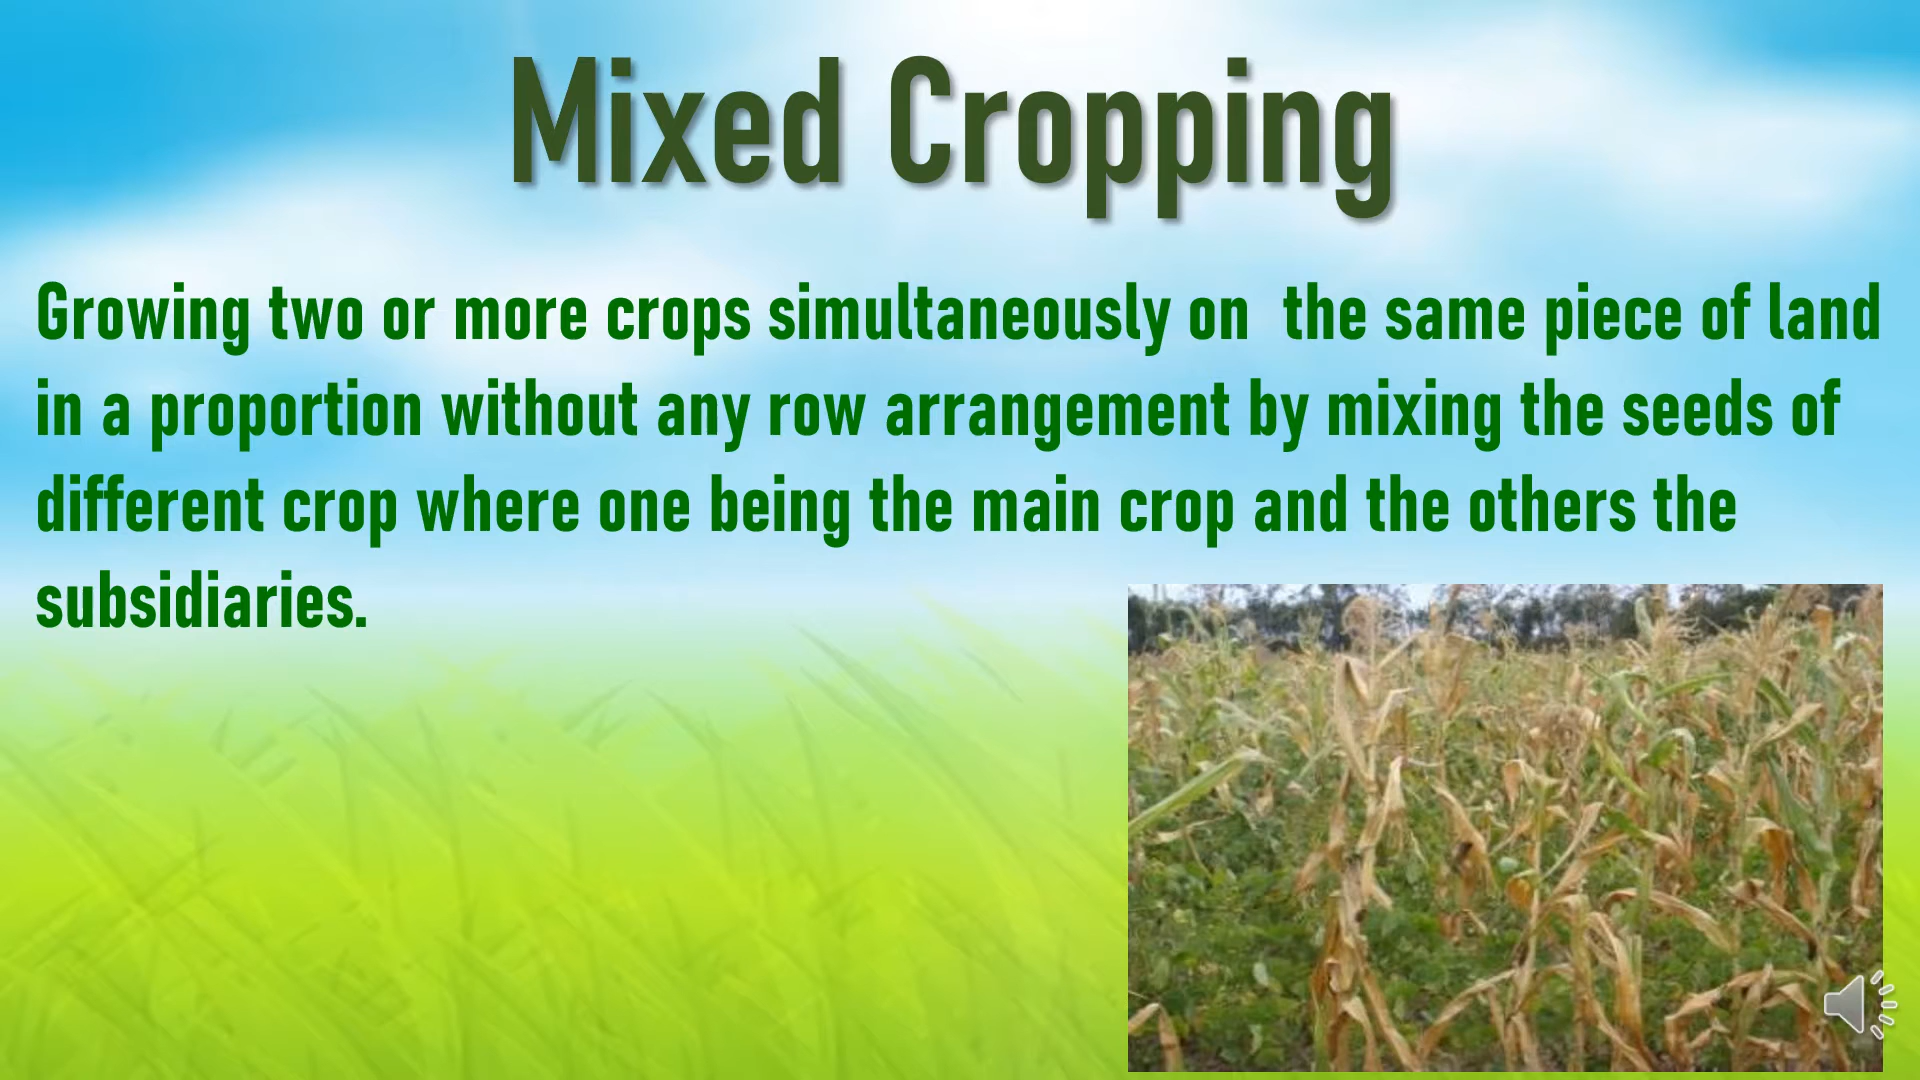 Mixed Cropping
Growing two or more crops simultaneously on  the same piece of land
in a proportion without any row arrangement by mixing the seeds of
different crop where one being the main crop and the others the
subsidiaries.